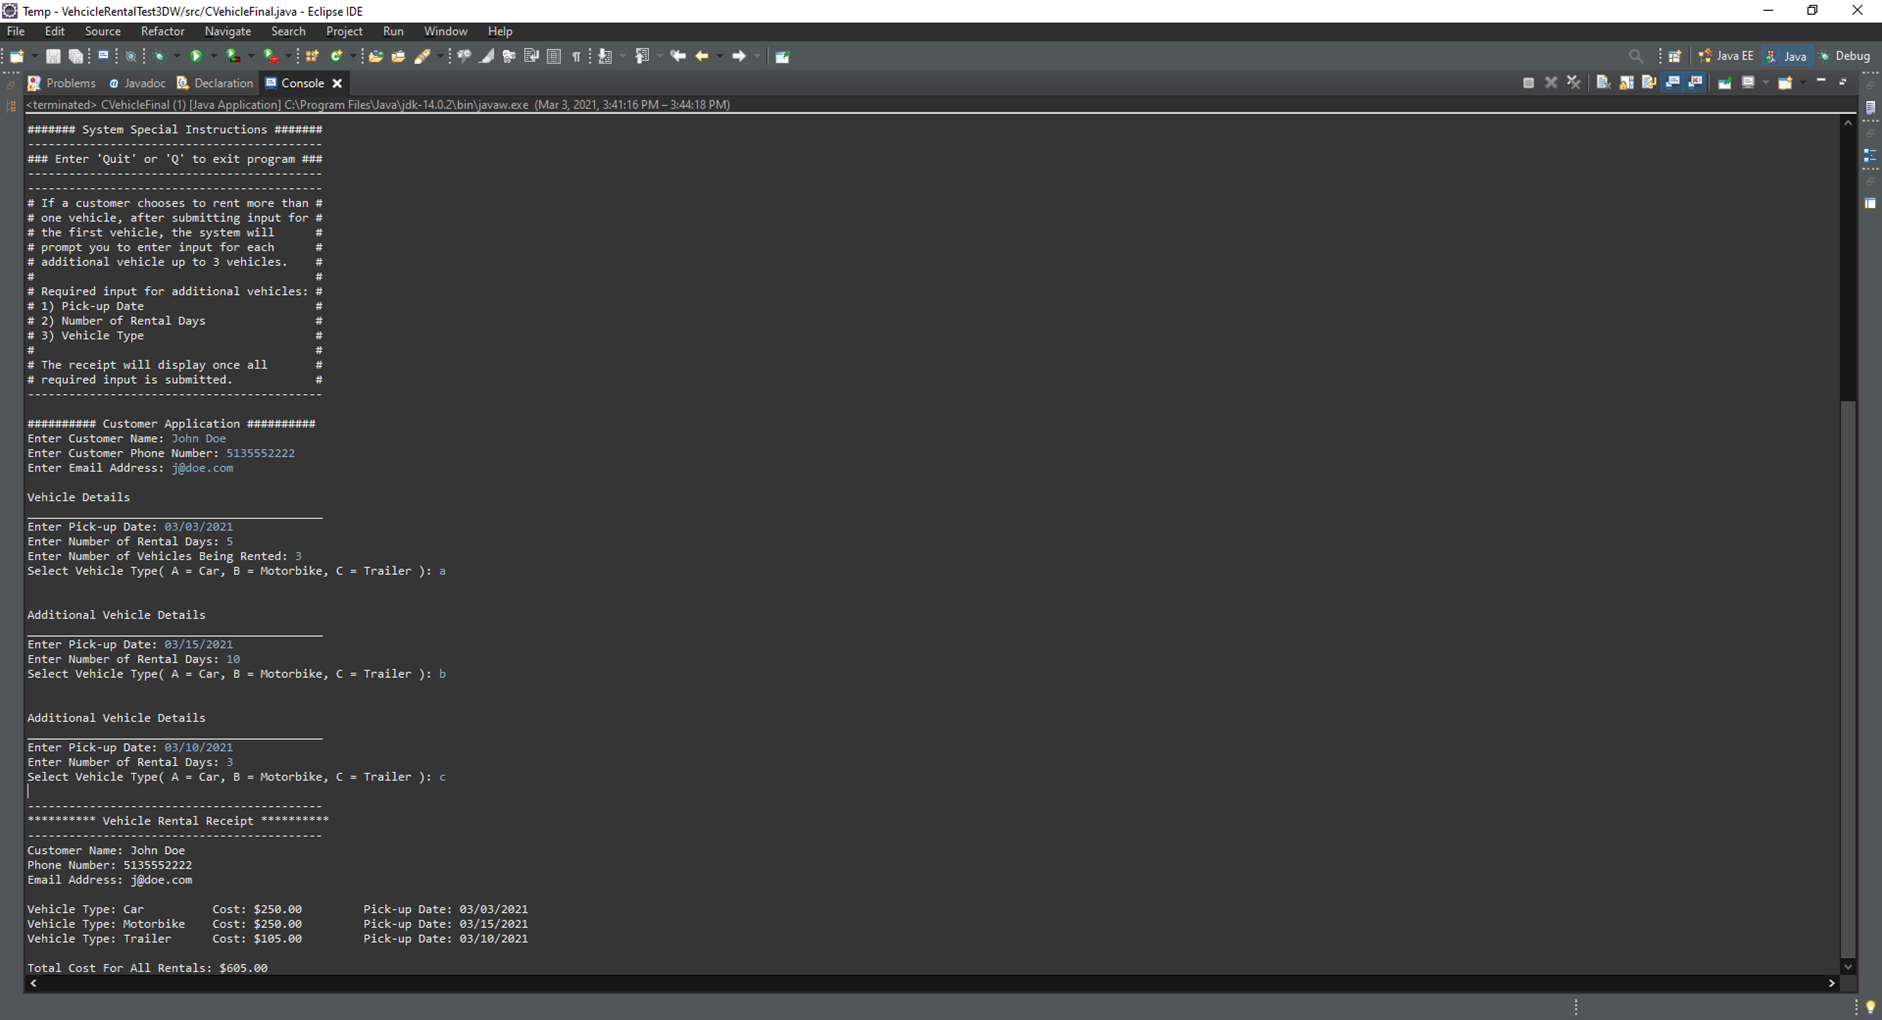 Temp - VehcicleRentalTest3DW/src/CVehicleFinal.java - Eclipse IDE
File Edit Source Refactor Navigate Search Project Run Window Help
Java EE Java Debug
Problems Javadoc Declaration Console
<terminated> CVehicleFinal (1) [Java Application] C:\Program Files\Java\jdk-14.0.2\bin\javaw.exe (Mar 3, 2021, 3:41:16 PM – 3:44:18 PM)
####### System Special Instructions #######
-------------------------------------------
### Enter 'Quit' or 'Q' to exit program ###
-------------------------------------------
-------------------------------------------
# If a customer chooses to rent more than #
# one vehicle, after submitting input for #
# the first vehicle, the system will      #
# prompt you to enter input for each      #
# additional vehicle up to 3 vehicles.    #
#                                         #
# Required input for additional vehicles: #
# 1) Pick-up Date                         #
# 2) Number of Rental Days                #
# 3) Vehicle Type                         #
#                                         #
# The receipt will display once all       #
# required input is submitted.            #
-------------------------------------------
########## Customer Application ##########
Enter Customer Name: John Doe
Enter Customer Phone Number: 5135552222
Enter Email Address: j@doe.com
Vehicle Details
___________________________________________
Enter Pick-up Date: 03/03/2021
Enter Number of Rental Days: 5
Enter Number of Vehicles Being Rented: 3
Select Vehicle Type( A = Car, B = Motorbike, C = Trailer ): a
Additional Vehicle Details
___________________________________________
Enter Pick-up Date: 03/15/2021
Enter Number of Rental Days: 10
Select Vehicle Type( A = Car, B = Motorbike, C = Trailer ): b
Additional Vehicle Details
___________________________________________
Enter Pick-up Date: 03/10/2021
Enter Number of Rental Days: 3
Select Vehicle Type( A = Car, B = Motorbike, C = Trailer ): c
-------------------------------------------
********** Vehicle Rental Receipt **********
-------------------------------------------
Customer Name: John Doe
Phone Number: 5135552222
Email Address: j@doe.com
Vehicle Type: Car          Cost: $250.00         Pick-up Date: 03/03/2021
Vehicle Type: Motorbike    Cost: $250.00         Pick-up Date: 03/15/2021
Vehicle Type: Trailer      Cost: $105.00         Pick-up Date: 03/10/2021
Total Cost For All Rentals: $605.00